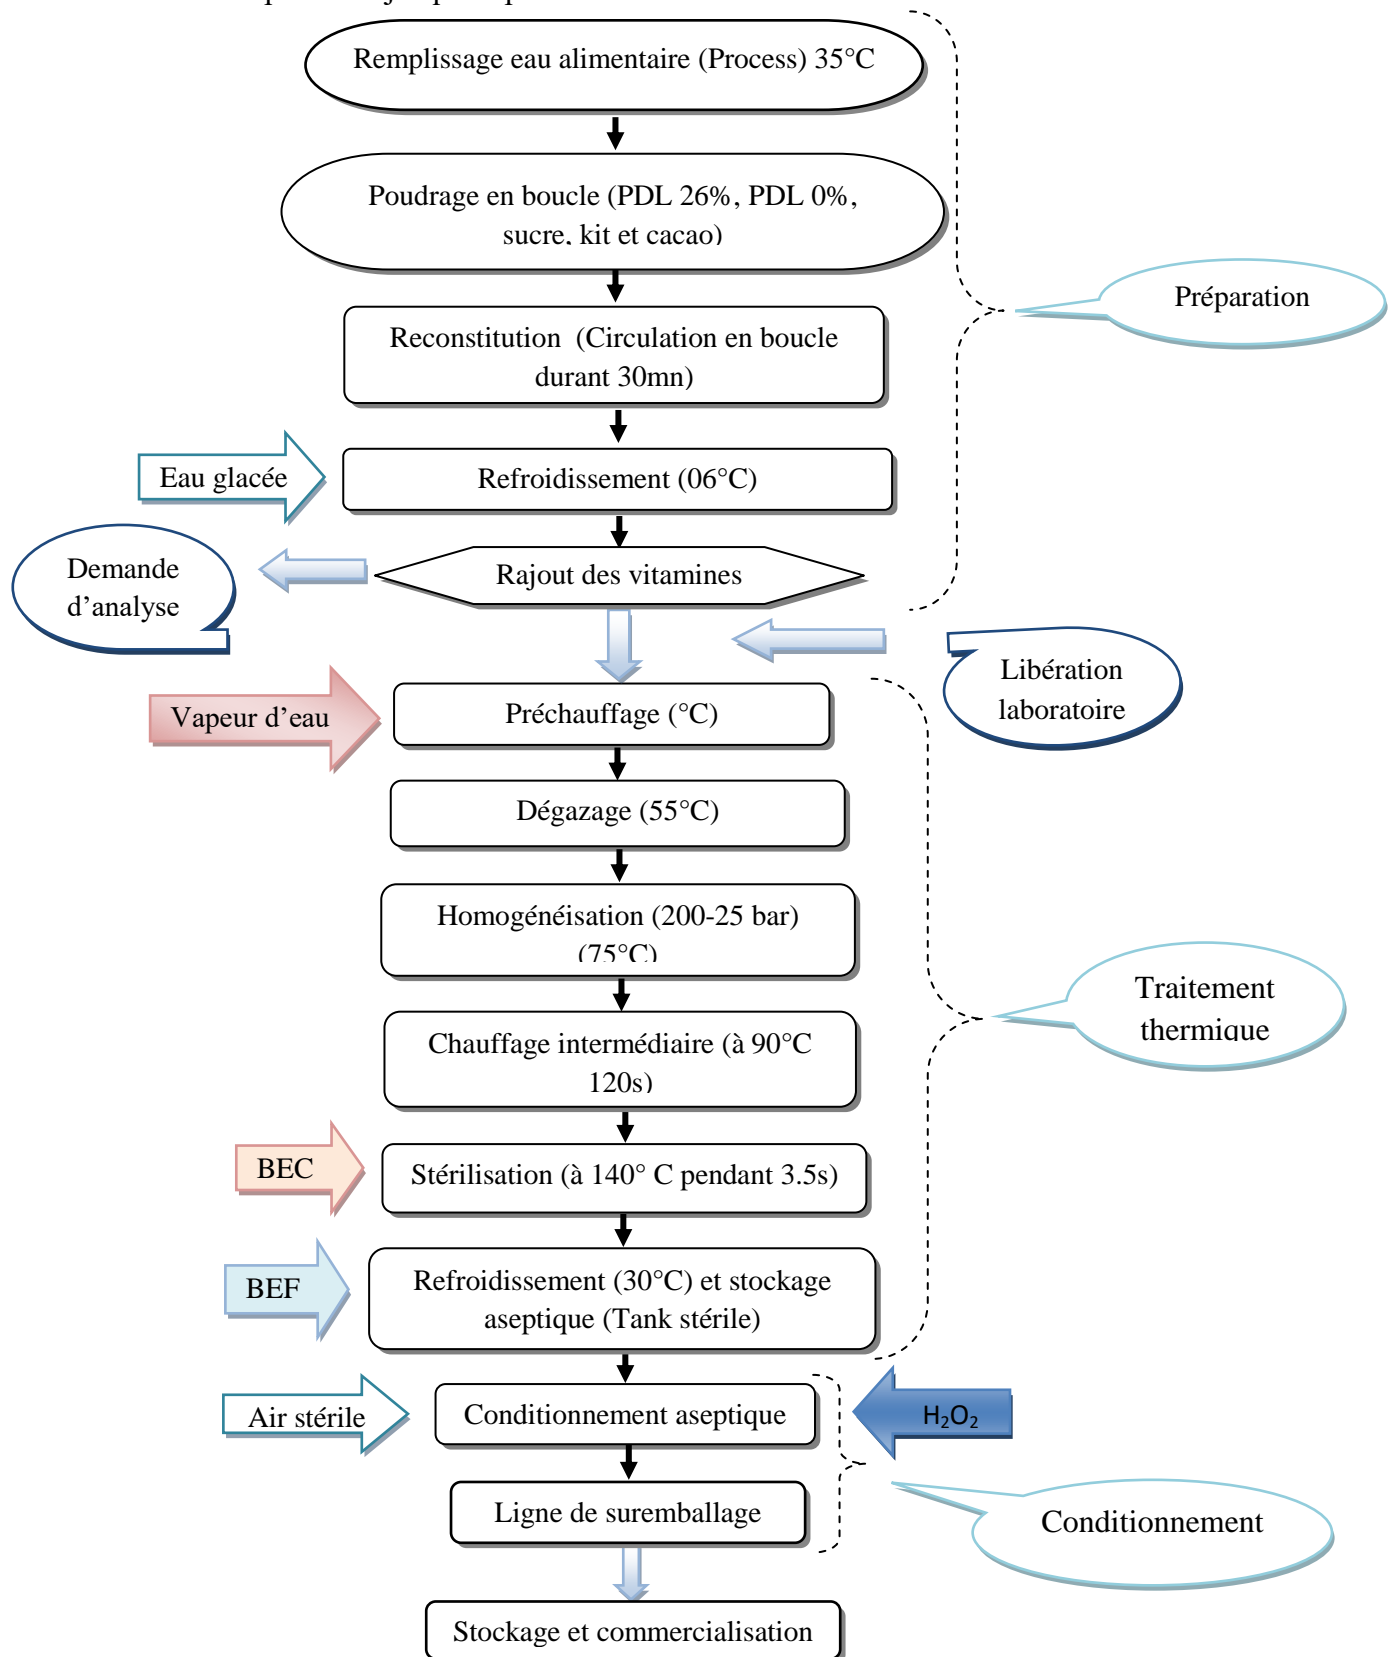 Remplissage eau alimentaire (Process) 35°C
Poudrage en boucle (PDL 26%, PDL 0%,
sucre, kit et cacao)
Préparation
Reconstitution (Circulation en boucle
durant 30mn)
Eau glacée
Refroidissement (06°C)
Demande
d'analyse
Rajout des vitamines
Libération
laboratoire
Vapeur d'eau
Préchauffage (°C)
Dégazage (55°C)
Homogénéisation (200-25 bar)
(75°C)
Traitement
thermique
Chauffage intermédiaire (à 90°C
120s)
BEC
Stérilisation (à 140° C pendant 3.5s)
BEF
Refroidissement (30°C) et stockage
aseptique (Tank stérile)
Air stérile
Conditionnement aseptique
H₂O₂
Ligne de suremballage
Conditionnement
Stockage et commercialisation